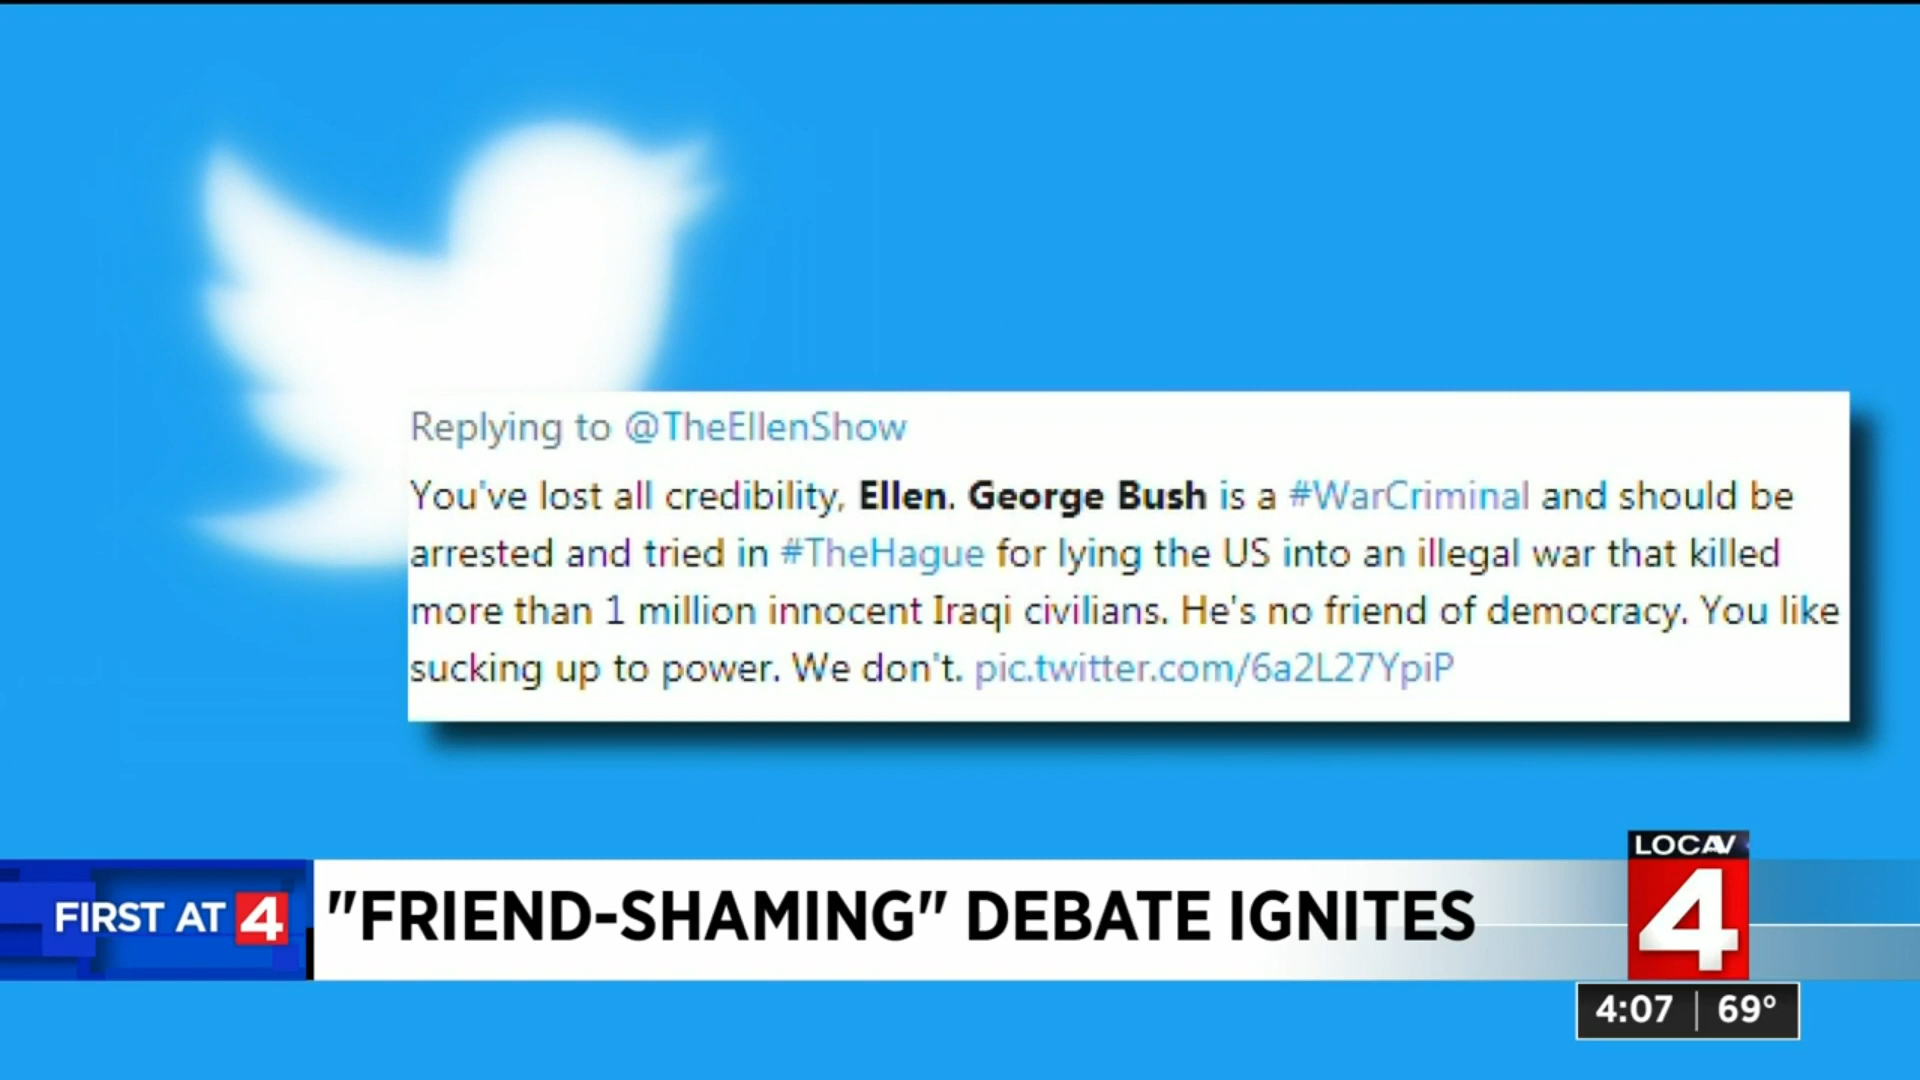 Replying to @TheEllenShow
You've lost all credibility, Ellen. George Bush is a #WarCriminal and should be
arrested and tried in #TheHague for lying the US into an illegal war that killed
more than 1 million innocent Iraqi civilians. He's no friend of democracy. You like
sucking up to power. We don't. pic.twitter.com/6a2L27YpiP
LOCAV
FIRST AT 4 "FRIEND-SHAMING" DEBATE IGNITES 4
4:07 | 69°